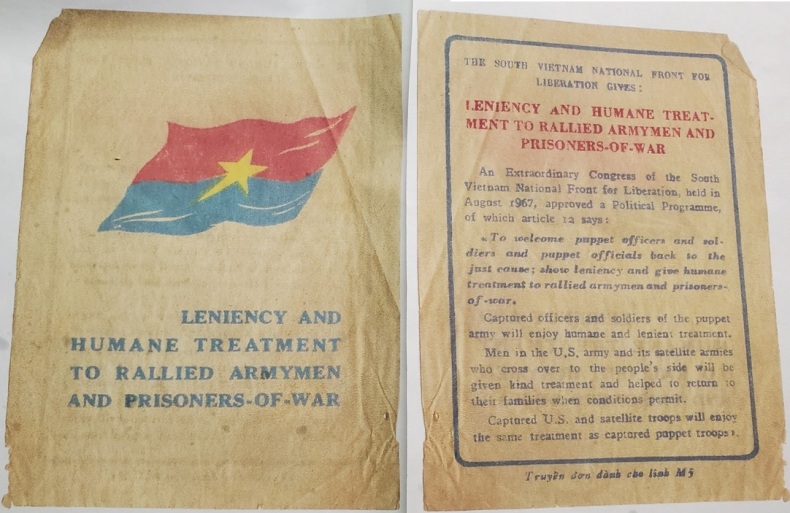 LENIENCY AND
HUMANE TREATMENT
TO RALLIED ARMYMEN
AND PRISONERS-OF-WAR
THE SOUTH VIETNAM NATIONAL FRONT FOR
LIBERATION GIVES:
LENIENCY AND HUMANE TREAT-
MENT TO RALLIED ARMYMEN AND
PRISONERS-OF-WAR
An Extraordinary Congress of the South
Vietnam National Front for Liberation, held in
August 1967, approved a Political Programme,
of which article 12 says:
«To welcome puppet officers and sol-
diers and puppet officials back to the
just cause; show leniency and give humane
treatment to rallied armymen and prisoners-
of-war.
Captured officers and soldiers of the puppet
army will enjoy humane and lenient treatment.
Men in the U.S. army and its satellite armies
who cross over to the people's side will be
given kind treatment and helped to return to
their families when conditions permit.
Captured U.S. and satellite troops will enjoy
the same treatment as captured puppet troops».
Truyền đơn dành cho lính Mỹ